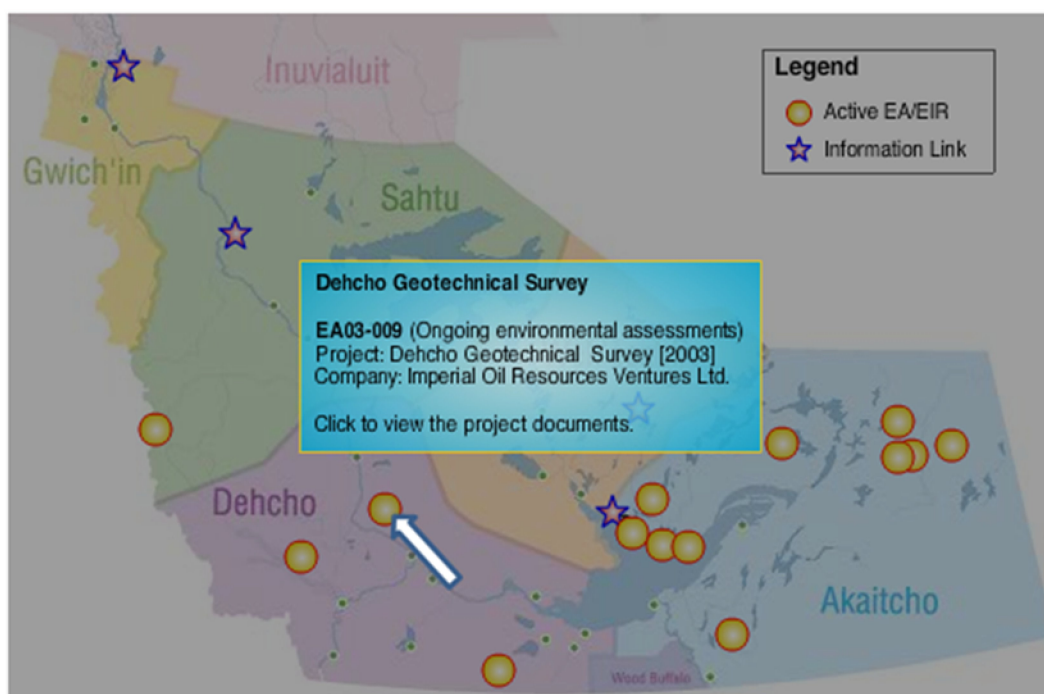 Inuvialuit
Legend
Active EA/EIR
Information Link
Gwich'in
Sahtu
Dehcho Geotechnical Survey
EA03-009 (Ongoing environmental assessments)
Project: Dehcho Geotechnical Survey [2003]
Company: Imperial Oil Resources Ventures Ltd.
Click to view the project documents.
Dehcho
Akaitcho
Wood Buffalo